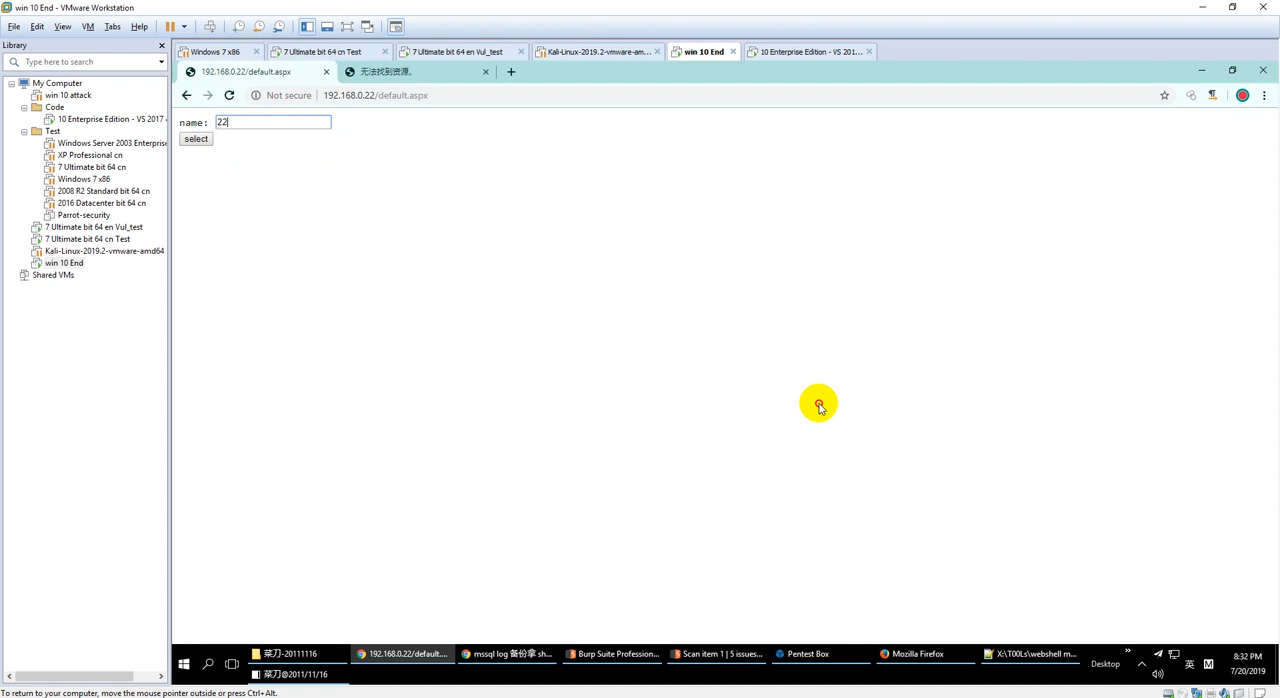 win 10 End - VMware Workstation
File Edit View VM Tabs Help
Library
Type here to search
My Computer
win 10 attack
Code
10 Enterprise Edition - VS 2017
Test
Windows Server 2003 Enterprise
XP Professional cn
7 Ultimate bit 64 cn
Windows 7 x86
2008 R2 Standard bit 64 cn
2016 Datacenter bit 64 cn
Parrot-security
7 Ultimate bit 64 en Vul_test
7 Ultimate bit 64 cn Test
Kali-Linux-2019.2-vmware-amd64
win 10 End
Shared VMs
Windows 7 x86 7 Ultimate bit 64 cn Test 7 Ultimate bit 64 en Vul_test Kali-Linux-2019.2-vmware-am... win 10 End 10 Enterprise Edition - VS 201...
192.168.0.22/default.aspx 无法找到资源。
Not secure 192.168.0.22/default.aspx
name: 22
select
菜刀-20111116 192.168.0.22/default.... mssql log 备份拿 sh... Burp Suite Profession... Scan item 1 | 5 issues... Pentest Box Mozilla Firefox X:\T00Ls\webshell m...
菜刀@2011/11/16
Desktop
英 M
8:32 PM
7/20/2019
To return to your computer, move the mouse pointer outside or press Ctrl+Alt.